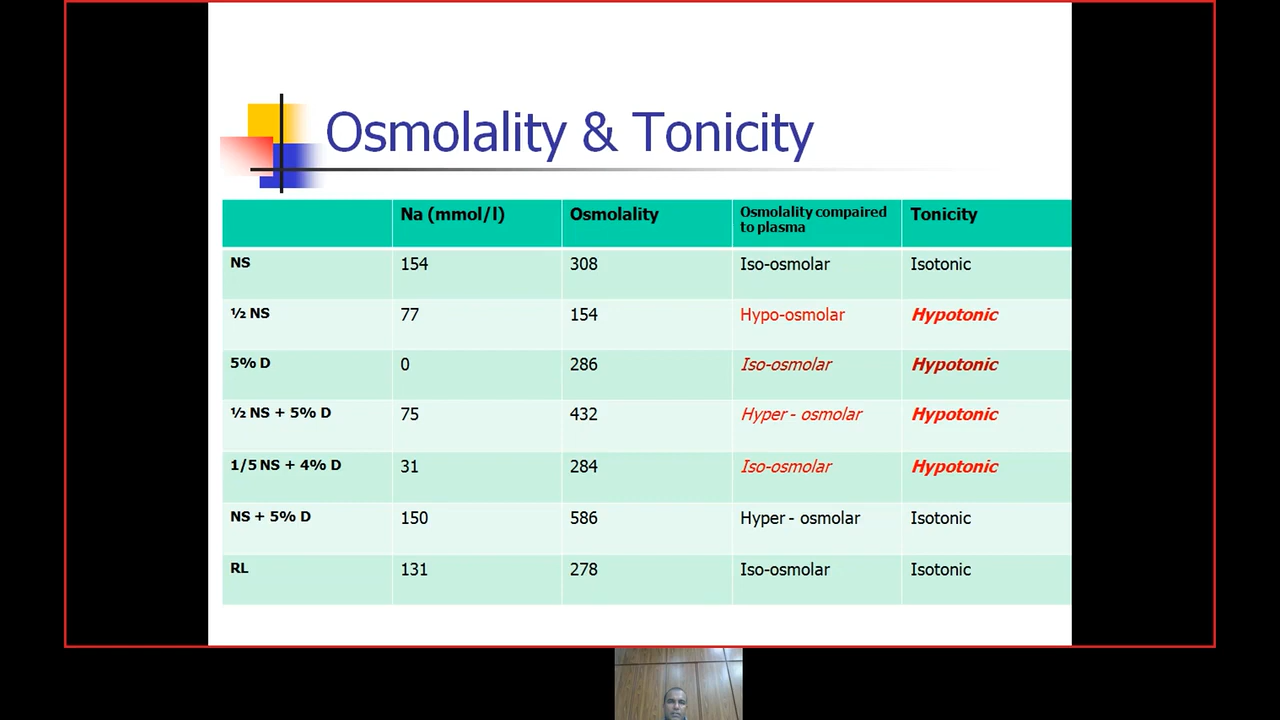 Osmolality & Tonicity
Na (mmol/l) Osmolality Osmolality compaired to plasma Tonicity
NS 154 308 Iso-osmolar Isotonic
½ NS 77 154 Hypo-osmolar Hypotonic
5% D 0 286 Iso-osmolar Hypotonic
½ NS + 5% D 75 432 Hyper - osmolar Hypotonic
1/5 NS + 4% D 31 284 Iso-osmolar Hypotonic
NS + 5% D 150 586 Hyper - osmolar Isotonic
RL 131 278 Iso-osmolar Isotonic